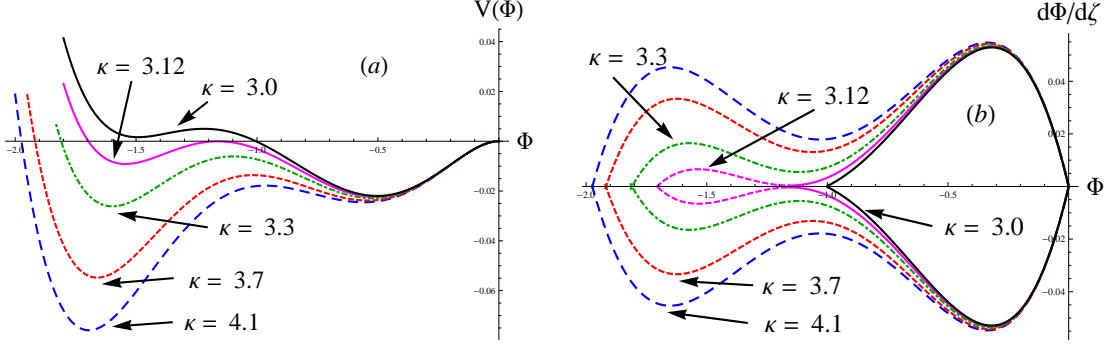 V(Φ)
0.04
κ = 3.12
(a)
0.02
κ = 3.0
−2.0
−1.5
−1.0
−0.5
Φ
−0.02
κ = 3.3
−0.04
κ = 3.7
−0.06
κ = 4.1
dΦ/dζ
0.04
κ = 3.3
κ = 3.12
(b)
0.02
−2.0
−1.5
−1.0
−0.5
Φ
κ = 3.0
−0.02
κ = 3.7
−0.04
κ = 4.1